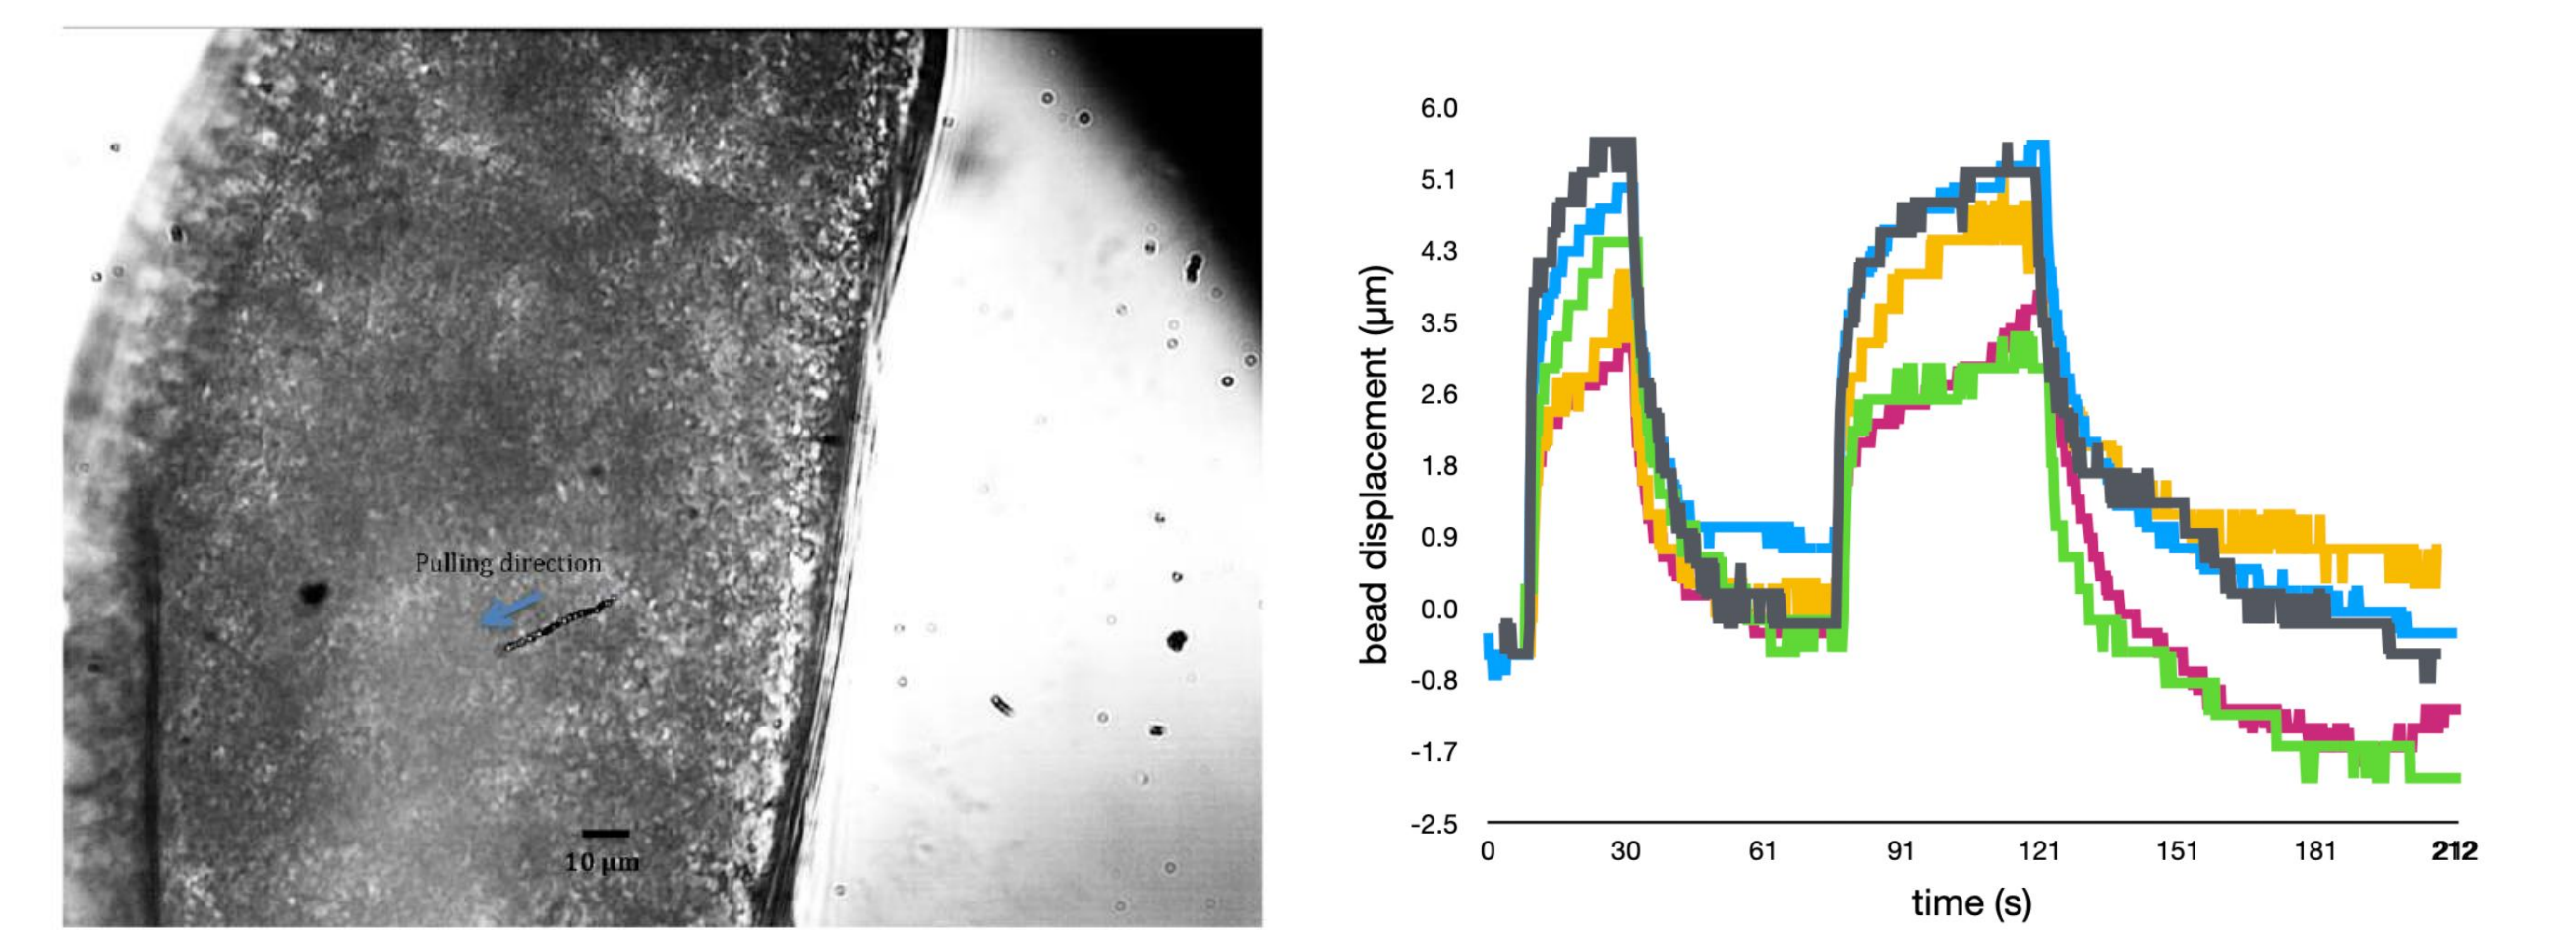 Pulling direction
10 µm
bead displacement (µm)
6.0
5.1
4.3
3.5
2.6
1.8
0.9
0.0
-0.8
-1.7
-2.5
0 30 61 91 121 151 181 212
time (s)